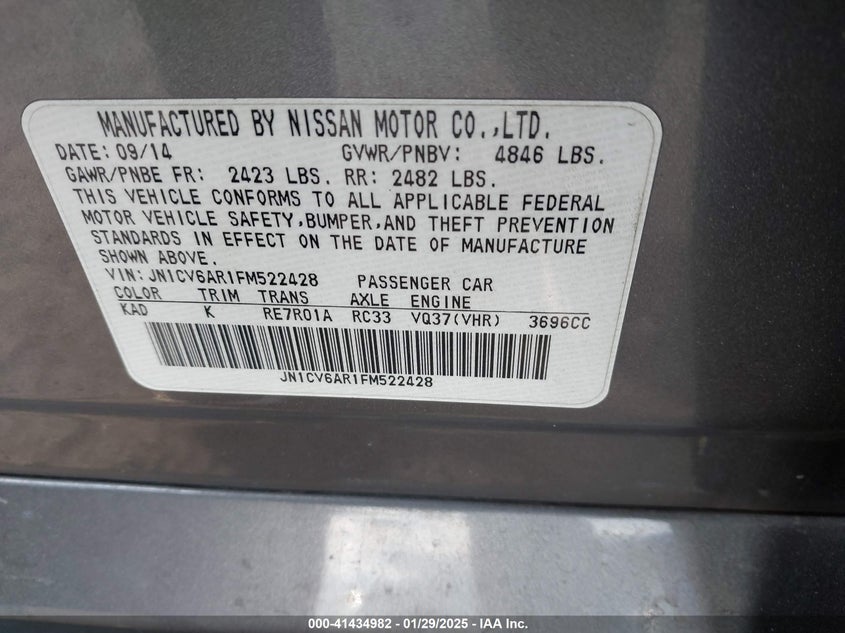 MANUFACTURED BY NISSAN MOTOR CO.,LTD.
DATE: 09/14 GVWR/PNBV: 4846 LBS.
GAWR/PNBE FR: 2423 LBS. RR: 2482 LBS.
THIS VEHICLE CONFORMS TO ALL APPLICABLE FEDERAL
MOTOR VEHICLE SAFETY,BUMPER,AND THEFT PREVENTION
STANDARDS IN EFFECT ON THE DATE OF MANUFACTURE
SHOWN ABOVE.
VIN: JN1CV6AR1FM522428 PASSENGER CAR
COLOR TRIM TRANS AXLE ENGINE
KAD K RE7R01A RC33 VQ37(VHR) 3696CC
JN1CV6AR1FM522428
000-41434982 - 01/29/2025 - IAA Inc.